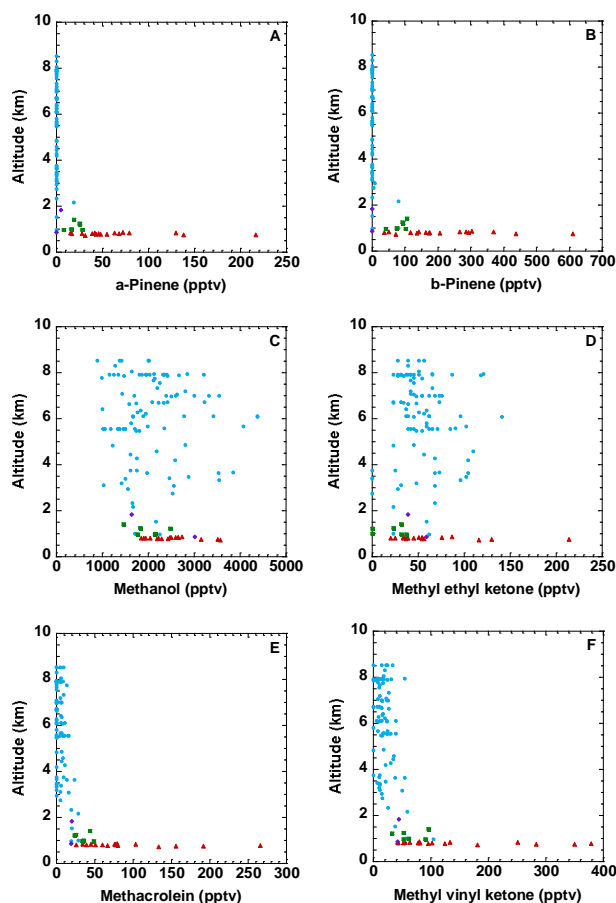 A
10
8
6
4
2
0
Altitude (km)
0 50 100 150 200 250
a-Pinene (pptv)
B
10
8
6
4
2
0
Altitude (km)
0 100 200 300 400 500 600 700
b-Pinene (pptv)
C
10
8
6
4
2
0
Altitude (km)
0 1000 2000 3000 4000 5000
Methanol (pptv)
D
10
8
6
4
2
0
Altitude (km)
0 50 100 150 200 250
Methyl ethyl ketone (pptv)
E
10
8
6
4
2
0
Altitude (km)
0 50 100 150 200 250 300
Methacrolein (pptv)
F
10
8
6
4
2
0
Altitude (km)
0 100 200 300 400
Methyl vinyl ketone (pptv)